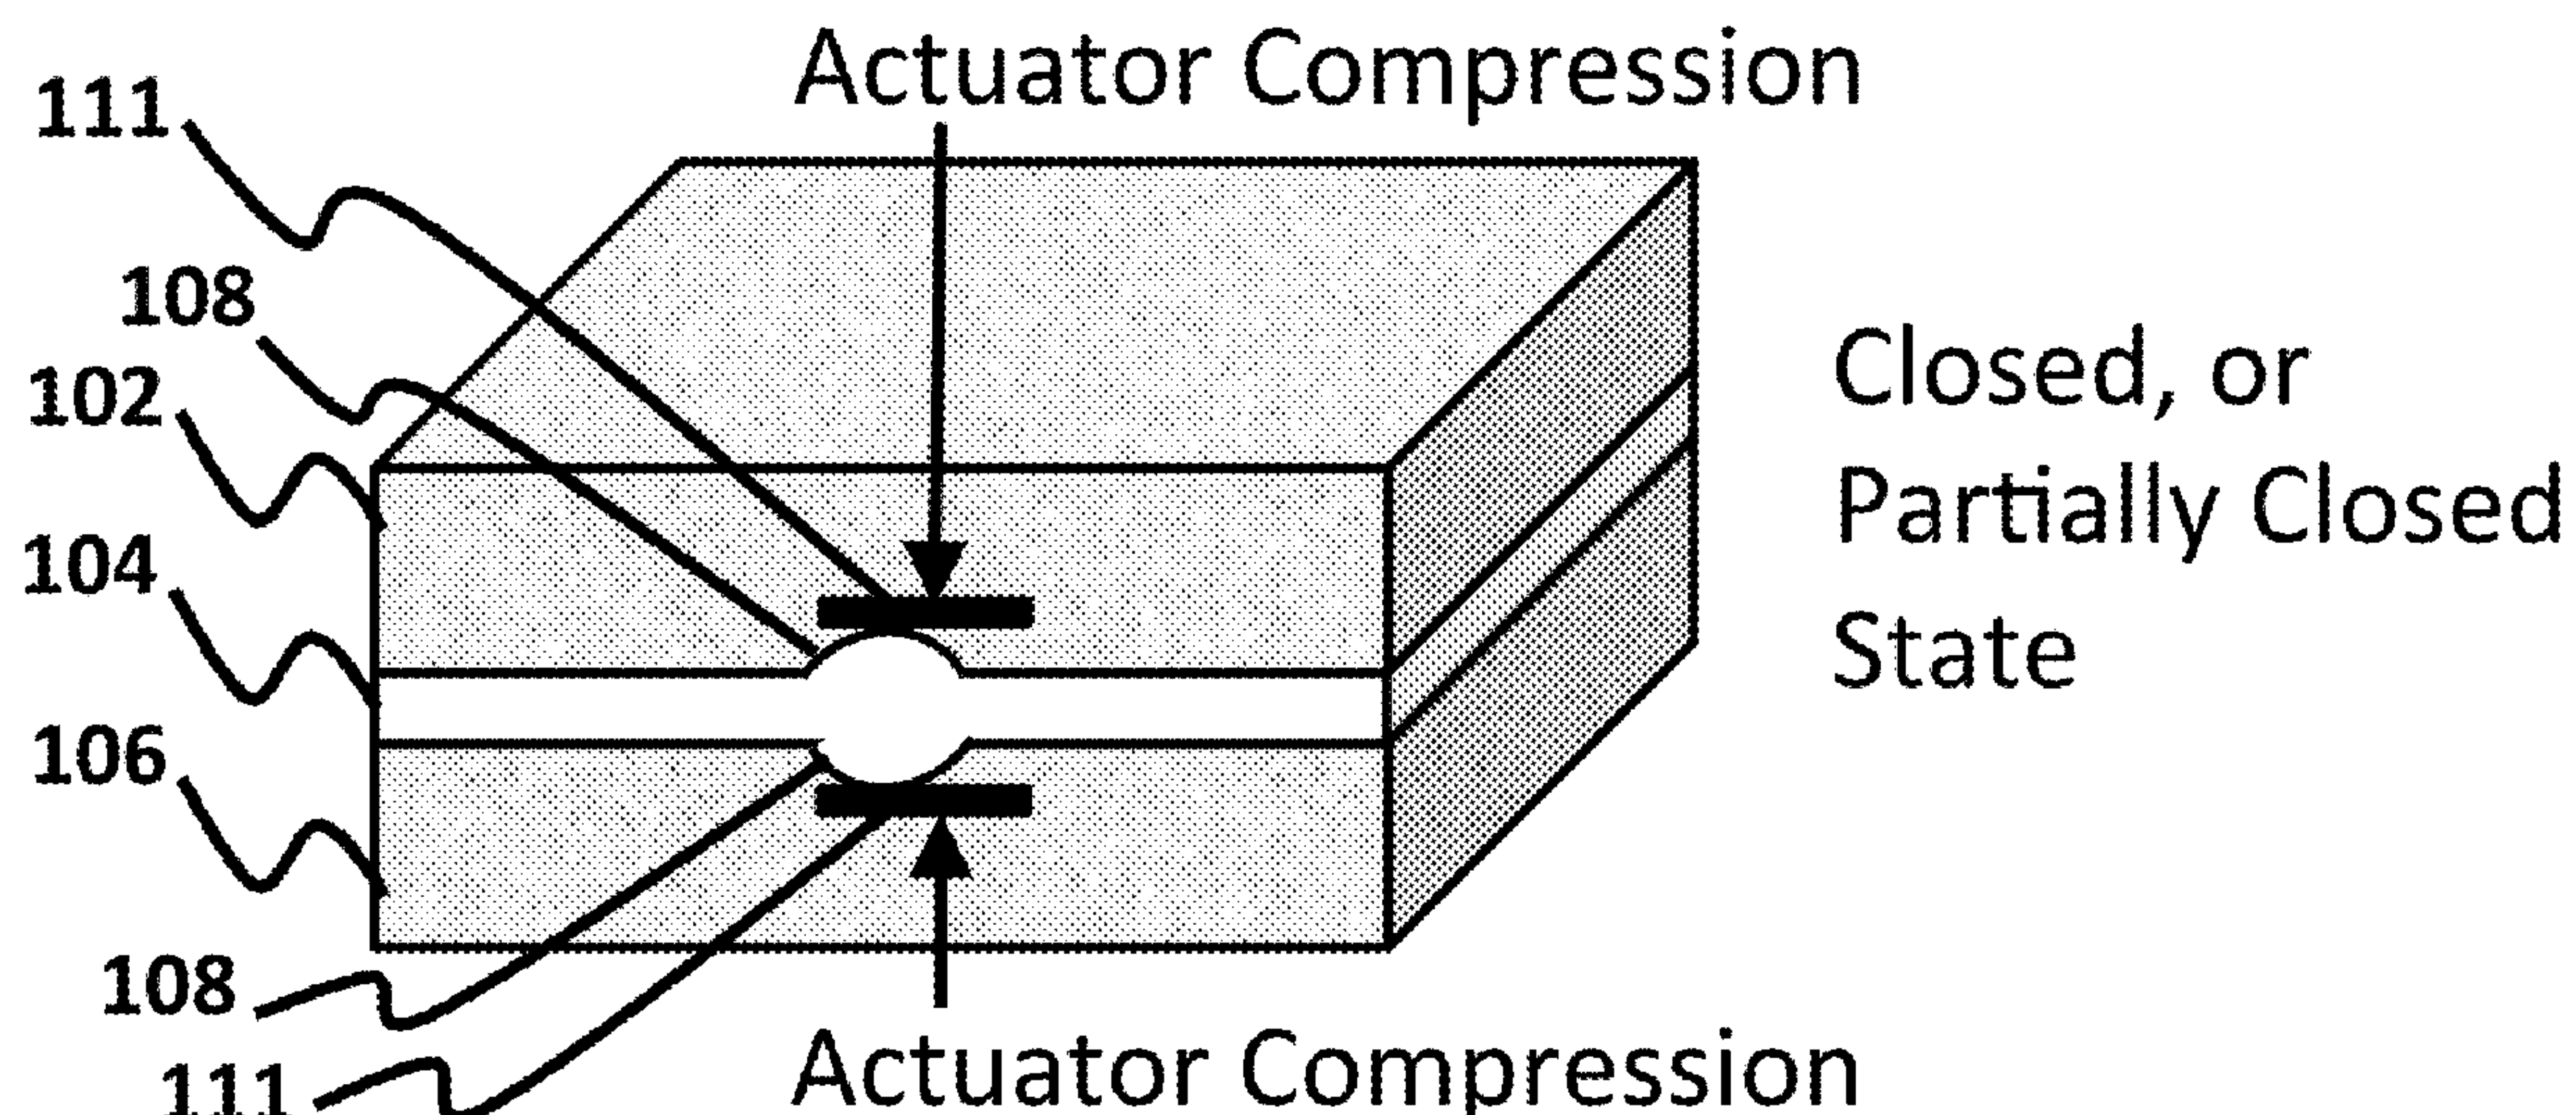 Actuator Compression
111
108
102
104
106
108
111
Closed, or
Partially Closed
State
Actuator Compression